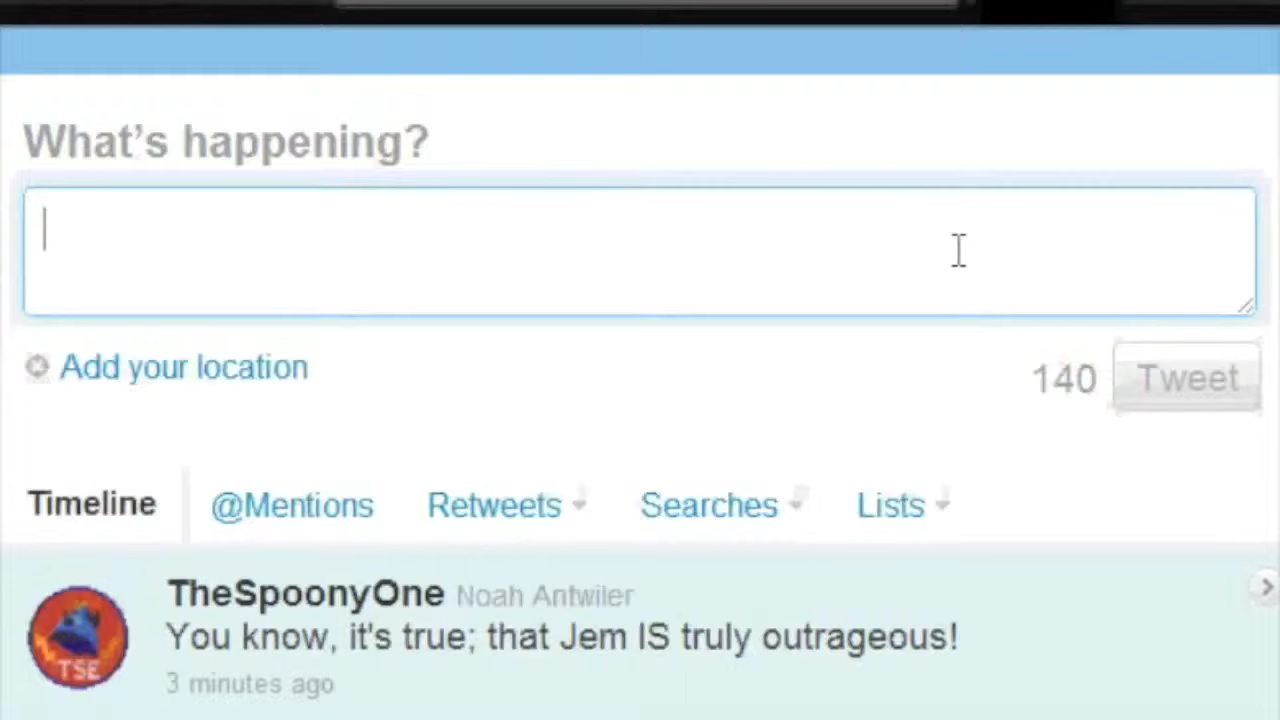 What's happening?
Add your location
140 Tweet
Timeline @Mentions Retweets Searches Lists
TheSpoonyOne Noah Antwiler
You know, it's true; that Jem IS truly outrageous!
TSE
3 minutes ago